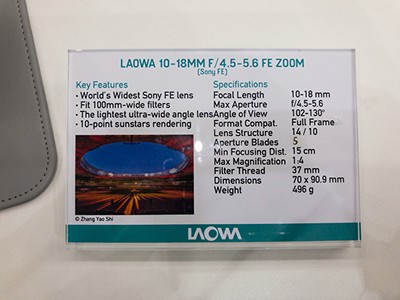 LAOWA 10-18MM F/4.5-5.6 FE ZOOM
(Sony FE)
Key Features
· World's Widest Sony FE lens
· Fit 100mm-wide filters
· The lightest ultra-wide angle lens
· 10-point sunstars rendering
© Zhang Yao Shi
Specifications
Focal Length 10-18 mm
Max Aperture f/4.5-5.6
Angle of View 102-130°
Format Compat. Full Frame
Lens Structure 14 / 10
Aperture Blades 5
Min Focusing Dist. 15 cm
Max Magnification 1:4
Filter Thread 37 mm
Dimensions 70 x 90.9 mm
Weight 496 g
LAOWA